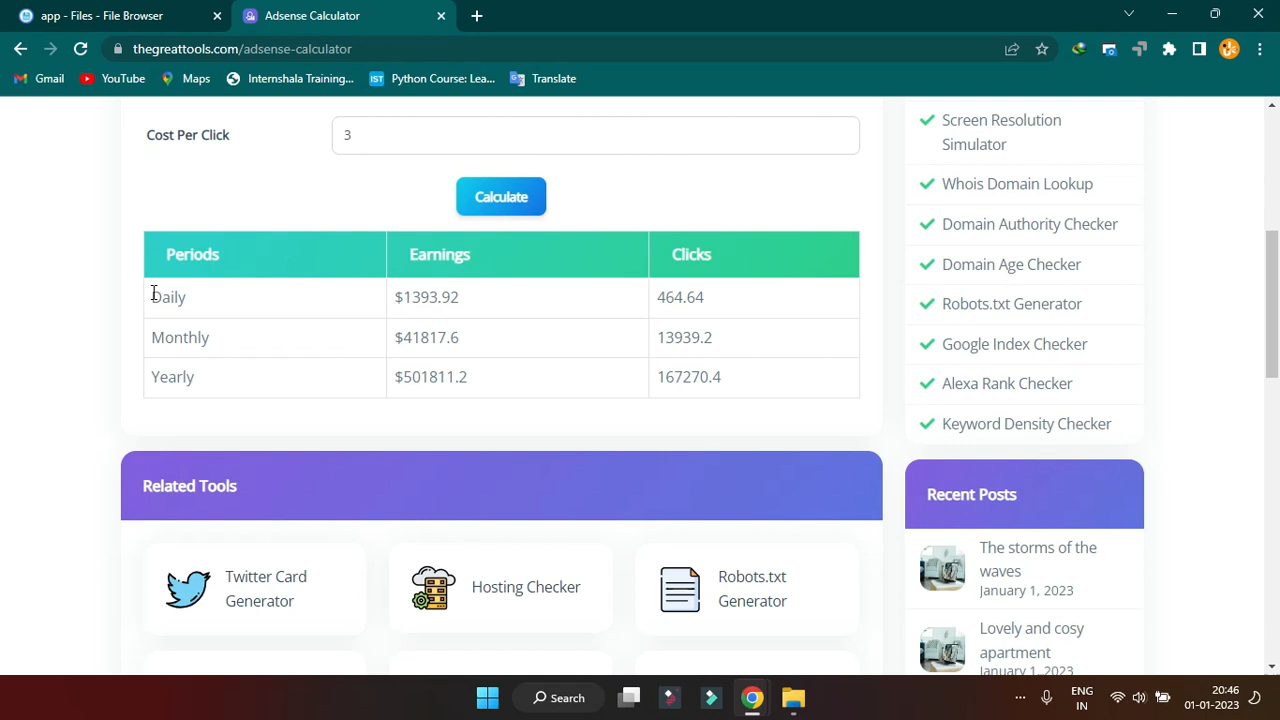 app - Files - File Browser
Adsense Calculator
thegreattools.com/adsense-calculator
Gmail
YouTube
Maps
Internshala Training...
Python Course: Lea...
Translate
Cost Per Click
3
Calculate
Periods Earnings Clicks
Daily $1393.92 464.64
Monthly $41817.6 13939.2
Yearly $501811.2 167270.4
Related Tools
Twitter Card
Generator
Hosting Checker
Robots.txt
Generator
Screen Resolution
Simulator
Whois Domain Lookup
Domain Authority Checker
Domain Age Checker
Robots.txt Generator
Google Index Checker
Alexa Rank Checker
Keyword Density Checker
Recent Posts
The storms of the
waves
January 1, 2023
Lovely and cosy
apartment
January 1, 2023
Search
ENG
IN
20:46
01-01-2023